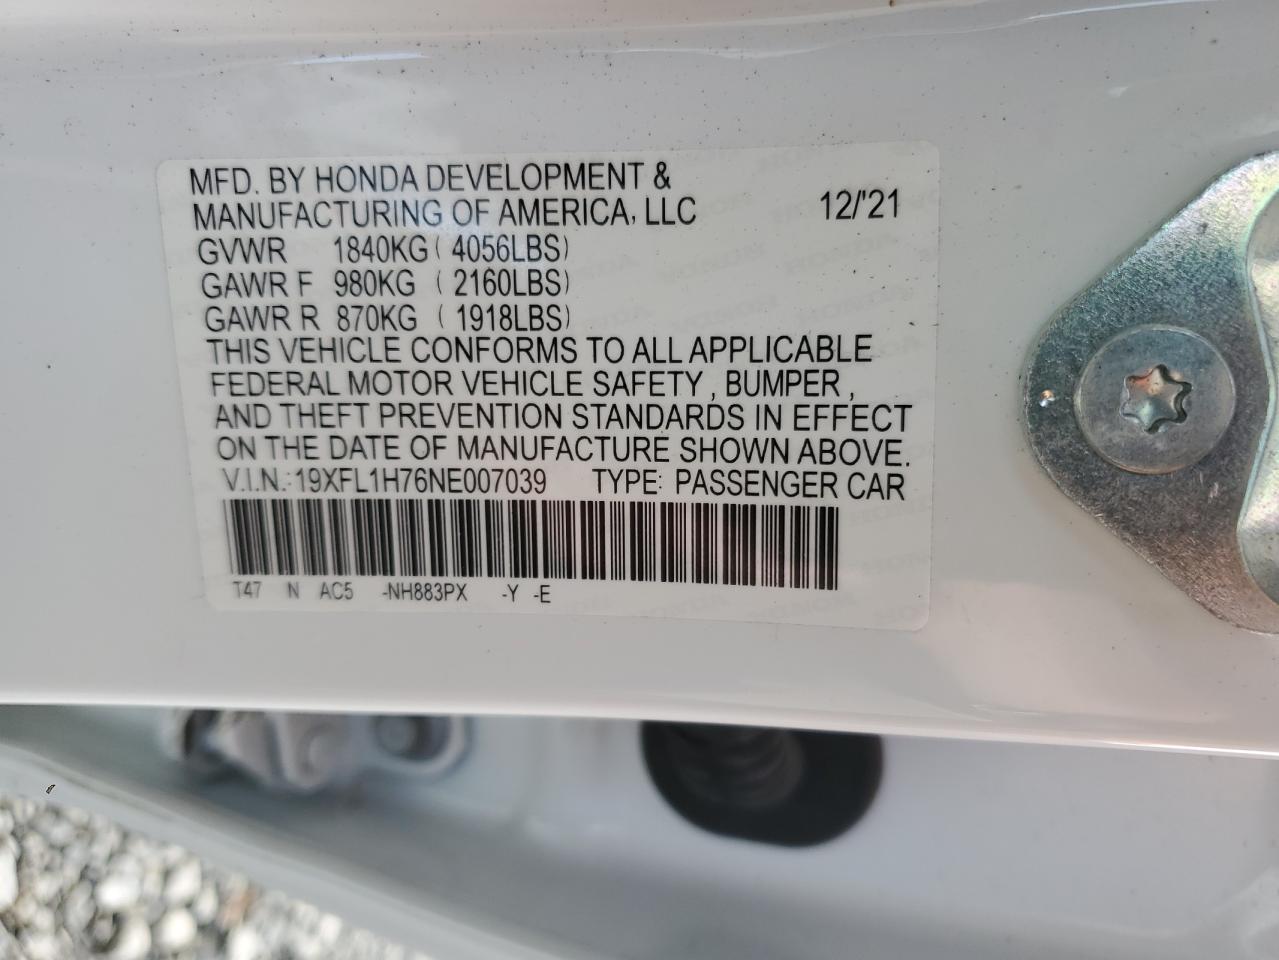 MFD. BY HONDA DEVELOPMENT &
MANUFACTURING OF AMERICA, LLC 12/'21
GVWR 1840KG ( 4056LBS)
GAWR F 980KG ( 2160LBS)
GAWR R 870KG ( 1918LBS)
THIS VEHICLE CONFORMS TO ALL APPLICABLE
FEDERAL MOTOR VEHICLE SAFETY , BUMPER ,
AND THEFT PREVENTION STANDARDS IN EFFECT
ON THE DATE OF MANUFACTURE SHOWN ABOVE.
V.I.N.:19XFL1H76NE007039 TYPE: PASSENGER CAR
T47 N AC5 -NH883PX -Y -E